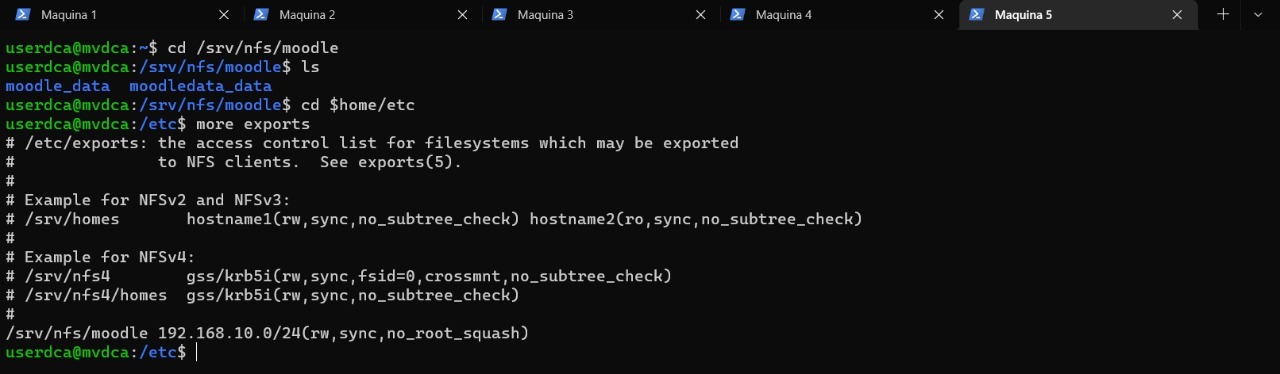 Maquina 1 Maquina 2 Maquina 3 Maquina 4 Maquina 5
userdca@mvdca:~$ cd /srv/nfs/moodle
userdca@mvdca:/srv/nfs/moodle$ ls
moodle_data  moodledata_data
userdca@mvdca:/srv/nfs/moodle$ cd $home/etc
userdca@mvdca:/etc$ more exports
# /etc/exports: the access control list for filesystems which may be exported
#               to NFS clients.  See exports(5).
#
# Example for NFSv2 and NFSv3:
# /srv/homes       hostname1(rw,sync,no_subtree_check) hostname2(ro,sync,no_subtree_check)
#
# Example for NFSv4:
# /srv/nfs4        gss/krb5i(rw,sync,fsid=0,crossmnt,no_subtree_check)
# /srv/nfs4/homes  gss/krb5i(rw,sync,no_subtree_check)
#
/srv/nfs/moodle 192.168.10.0/24(rw,sync,no_root_squash)
userdca@mvdca:/etc$